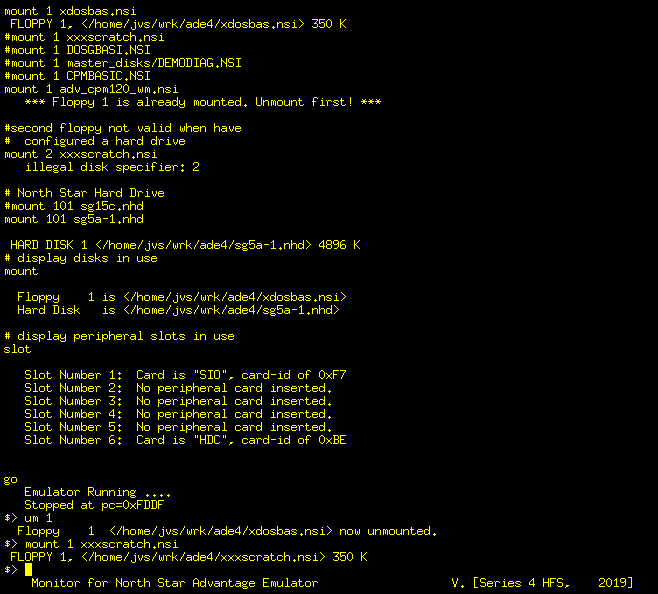 mount 1 xdosbas.nsi
FLOPPY 1, </home/jvs/wrk/ade4/xdosbas.nsi> 350 K
#mount 1 xxxscratch.nsi
#mount 1 DOSGBASI.NSI
#mount 1 master_disks/DEMODIAG.NSI
#mount 1 CPMBASIC.NSI
mount 1 adv_cpm120_wm.nsi
*** Floppy 1 is already mounted. Unmount first! ***
#second floppy not valid when have
# configured a hard drive
mount 2 xxxscratch.nsi
illegal disk specifier: 2
# North Star Hard Drive
#mount 101 sg15c.nhd
mount 101 sg5a-1.nhd
HARD DISK 1 </home/jvs/wrk/ade4/sg5a-1.nhd> 4896 K
# display disks in use
mount
Floppy 1 is </home/jvs/wrk/ade4/xdosbas.nsi>
Hard Disk is </home/jvs/wrk/ade4/sg5a-1.nhd>
# display peripheral slots in use
slot
Slot Number 1: Card is "SIO", card-id of 0xF7
Slot Number 2: No peripheral card inserted.
Slot Number 3: No peripheral card inserted.
Slot Number 4: No peripheral card inserted.
Slot Number 5: No peripheral card inserted.
Slot Number 6: Card is "HDC", card-id of 0xBE
go
Emulator Running ....
Stopped at pc=0xFDDF
$> um 1
Floppy 1 </home/jvs/wrk/ade4/xdosbas.nsi> now unmounted.
$> mount 1 xxxscratch.nsi
FLOPPY 1, </home/jvs/wrk/ade4/xxxscratch.nsi> 350 K
$>
Monitor for North Star Advantage Emulator V. [Series 4 HFS, 2019]